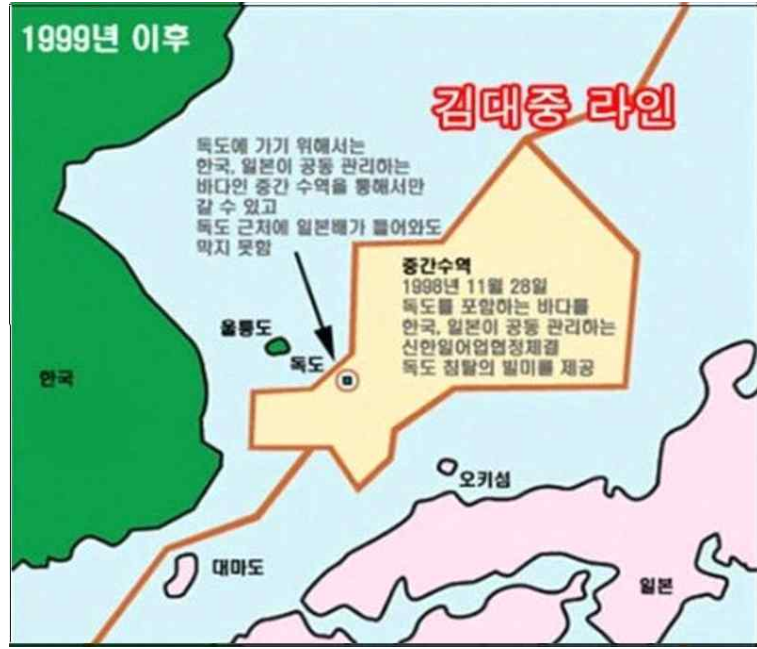 1999년 이후
김대중 라인
독도에 가기 위해서는
한국, 일본이 공동 관리하는
바다인 중간 수역을 통해서만
갈 수 있고
독도 근처에 일본배가 들어와도
막지 못함
중간수역
1998년 11월 28일
독도를 포함하는 바다를
한국, 일본이 공동 관리하는
신한일어업협정체결
독도 침탈의 빌미를 제공
울릉도
독도
한국
오키섬
대마도
일본